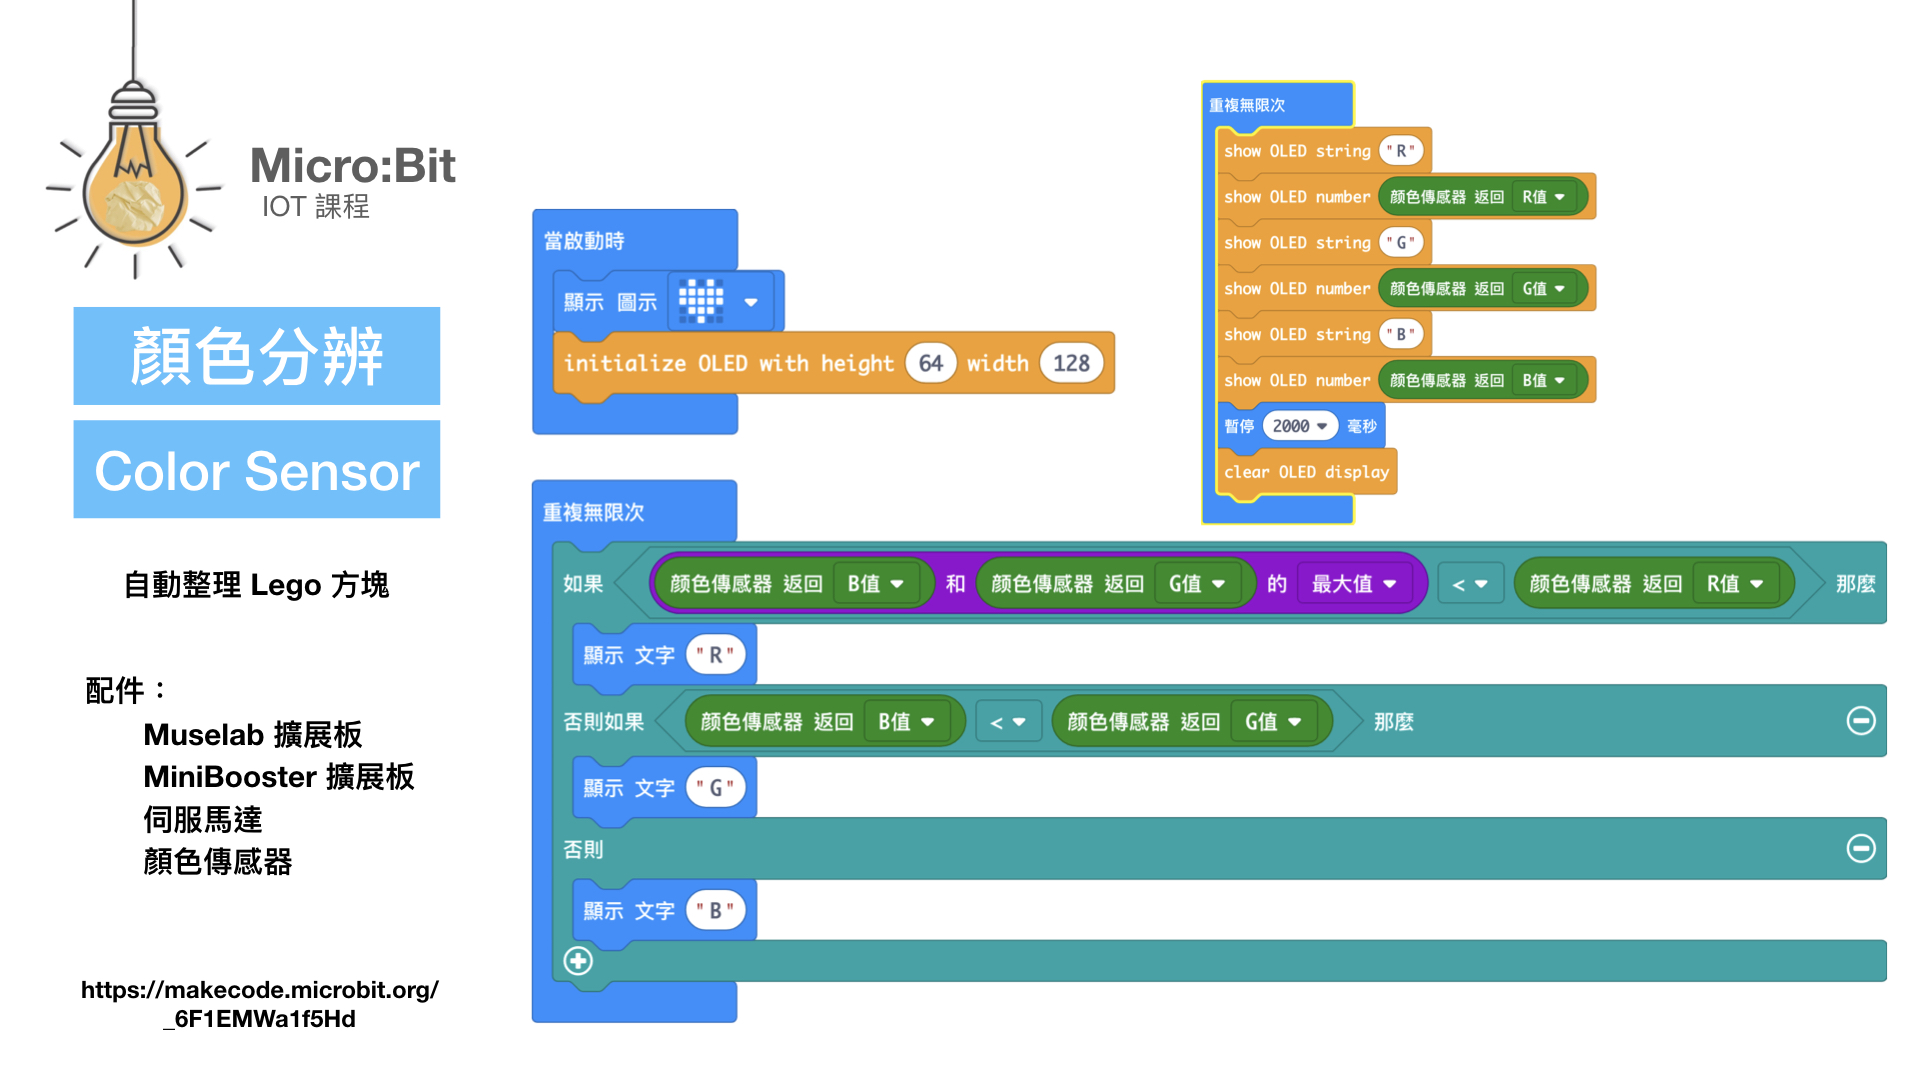 Micro:Bit
IOT 課程
顏色分辨
Color Sensor
自動整理 Lego 方塊
配件：
Muselab 擴展板
MiniBooster 擴展板
伺服馬達
顏色傳感器
https://makecode.microbit.org/
_6F1EMWa1f5Hd
當啟動時
顯示 圖示
initialize OLED with height 64 width 128
重複無限次
show OLED string "R"
show OLED number 颜色傳感器 返回 R值
show OLED string "G"
show OLED number 颜色傳感器 返回 G值
show OLED string "B"
show OLED number 颜色傳感器 返回 B值
暫停 2000 毫秒
clear OLED display
重複無限次
如果 颜色傳感器 返回 B值 和 颜色傳感器 返回 G值 的 最大值 < 颜色傳感器 返回 R值 那麼
顯示 文字 "R"
否則如果 颜色傳感器 返回 B值 < 颜色傳感器 返回 G值 那麼
顯示 文字 "G"
否則
顯示 文字 "B"